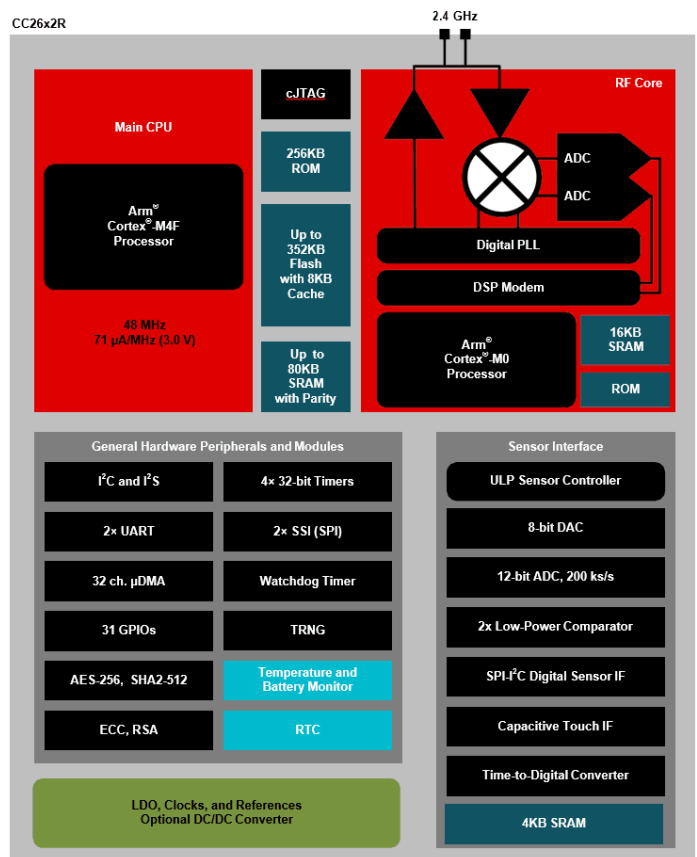 CC26x2R
2.4 GHz
Main CPU
Arm®
Cortex®-M4F
Processor
48 MHz
71 µA/MHz (3.0 V)
cJTAG
256KB
ROM
Up to
352KB
Flash
with 8KB
Cache
Up to
80KB
SRAM
with Parity
RF Core
ADC
ADC
Digital PLL
DSP Modem
Arm®
Cortex®-M0
Processor
16KB
SRAM
ROM
General Hardware Peripherals and Modules
I²C and I²S
4× 32-bit Timers
2× UART
2× SSI (SPI)
32 ch. µDMA
Watchdog Timer
31 GPIOs
TRNG
AES-256, SHA2-512
Temperature and
Battery Monitor
ECC, RSA
RTC
LDO, Clocks, and References
Optional DC/DC Converter
Sensor Interface
ULP Sensor Controller
8-bit DAC
12-bit ADC, 200 ks/s
2x Low-Power Comparator
SPI-I²C Digital Sensor IF
Capacitive Touch IF
Time-to-Digital Converter
4KB SRAM